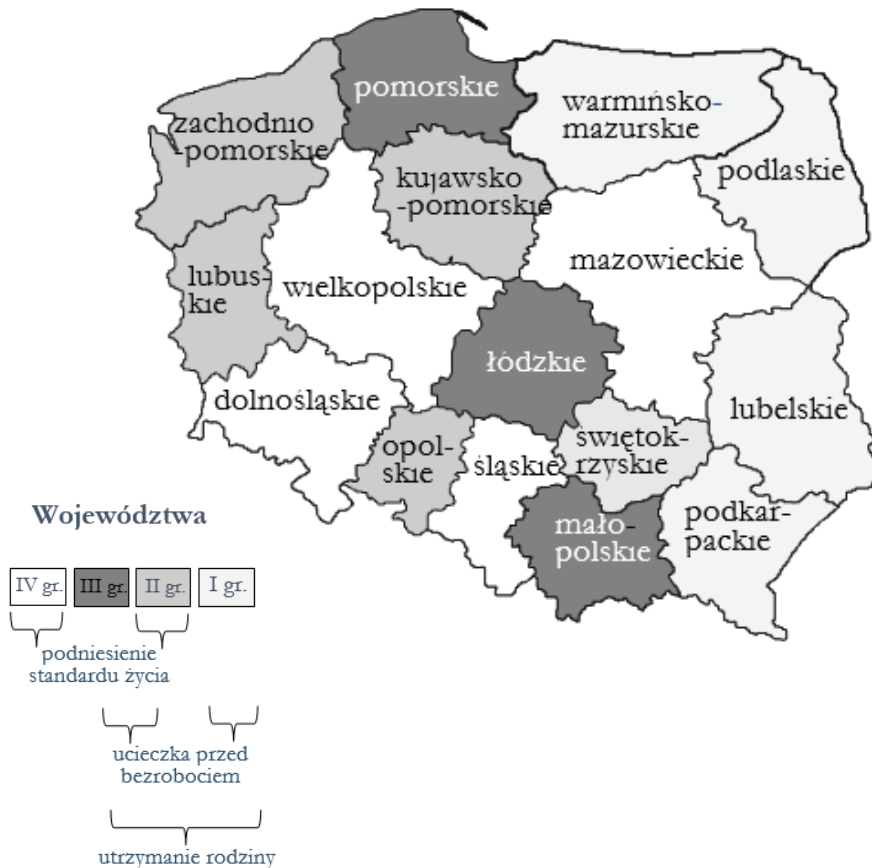 pomorskie
warmińsko-
mazurskie
zachodnio
-pomorskie
kujawsko
-pomorskie
podlaskie
mazowieckie
lubus-
kie
wielkopolskie
łódzkie
dolnośląskie
lubelskie
opol-
skie
śląskie
świętok-
rzyskie
mało-
polskie
podkar-
packie
Województwa
IV gr. III gr. II gr. I gr.
podniesienie
standardu życia
ucieczka przed
bezrobociem
utrzymanie rodziny